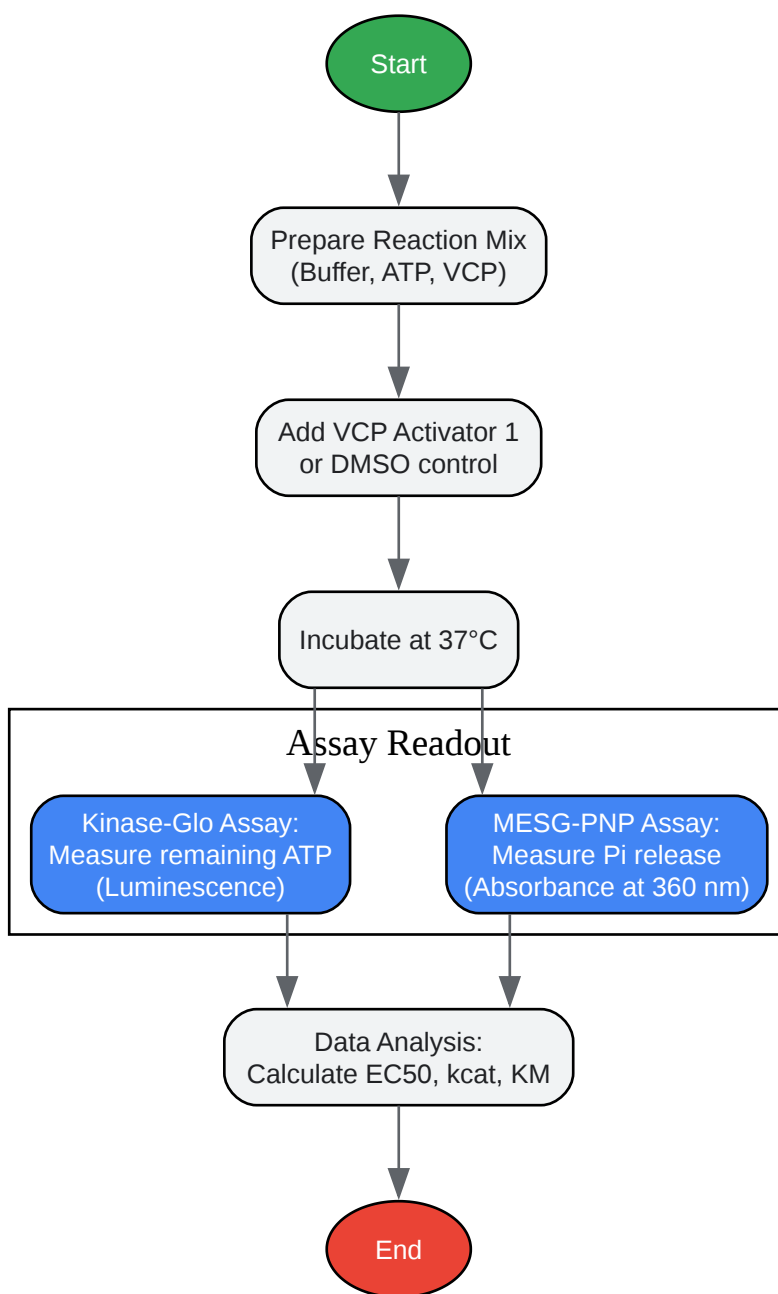 Start
Prepare Reaction Mix
(Buffer, ATP, VCP)
Add VCP Activator 1
or DMSO control
Incubate at 37°C
Assay Readout
Kinase-Glo Assay:
Measure remaining ATP
(Luminescence)
MESG-PNP Assay:
Measure Pi release
(Absorbance at 360 nm)
Data Analysis:
Calculate EC50, kcat, KM
End